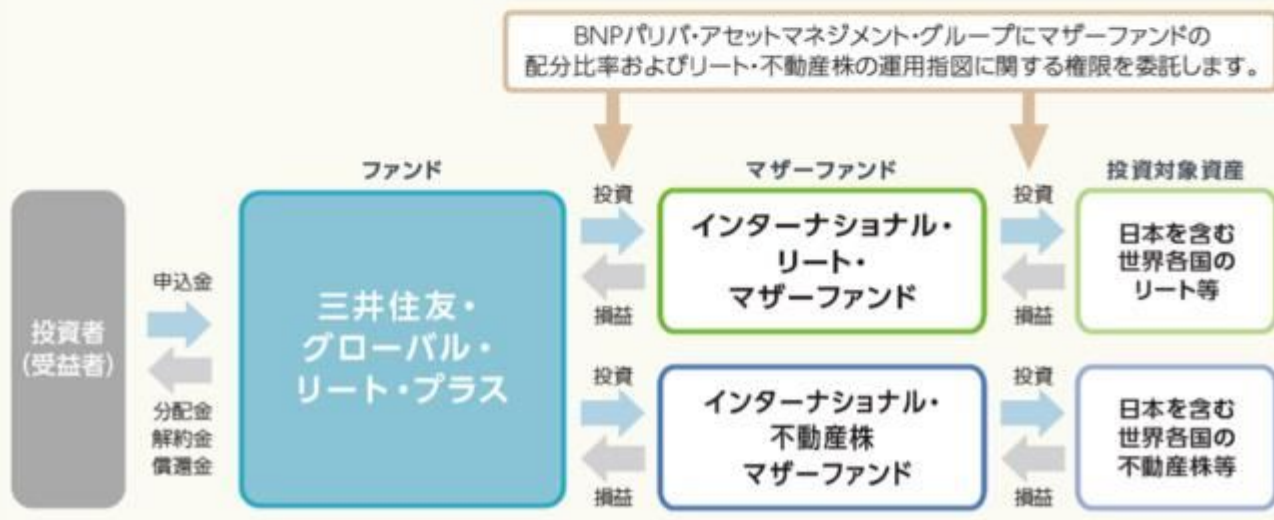 BNPパリバ・アセットマネジメント・グループにマザーファンドの
配分比率およびリート・不動産株の運用指図に関する権限を委託します。
ファンド
マザーファンド
投資対象資産
投資者
(受益者)
申込金
分配金
解約金
償還金
三井住友・
グローバル・
リート・プラス
投資
損益
インターナショナル・
リート・
マザーファンド
投資
損益
日本を含む
世界各国の
リート等
投資
損益
インターナショナル・
不動産株
マザーファンド
投資
損益
日本を含む
世界各国の
不動産株等